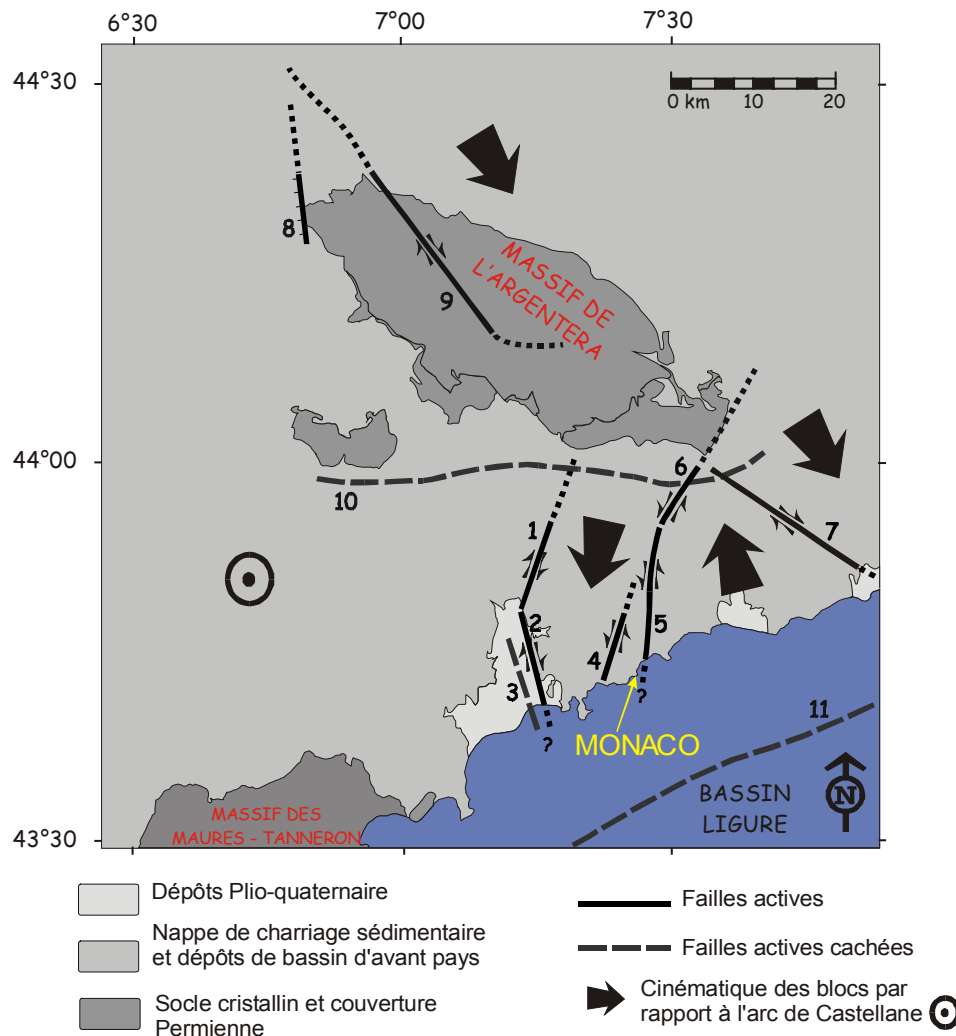 6°30 7°00 7°30
44°30
0 km 10 20
8
MASSIF DE
L'ARGENTERA
9
44°00
6
10
1
7
2
5
4
3
?
?
MONACO
11
BASSIN
LIGURE
N
MASSIF DES
MAURES - TANNERON
43°30
Dépôts Plio-quaternaire
Nappe de charriage sédimentaire
et dépôts de bassin d'avant pays
Socle cristallin et couverture
Permienne
Failles actives
Failles actives cachées
Cinématique des blocs par
rapport à l'arc de Castellane